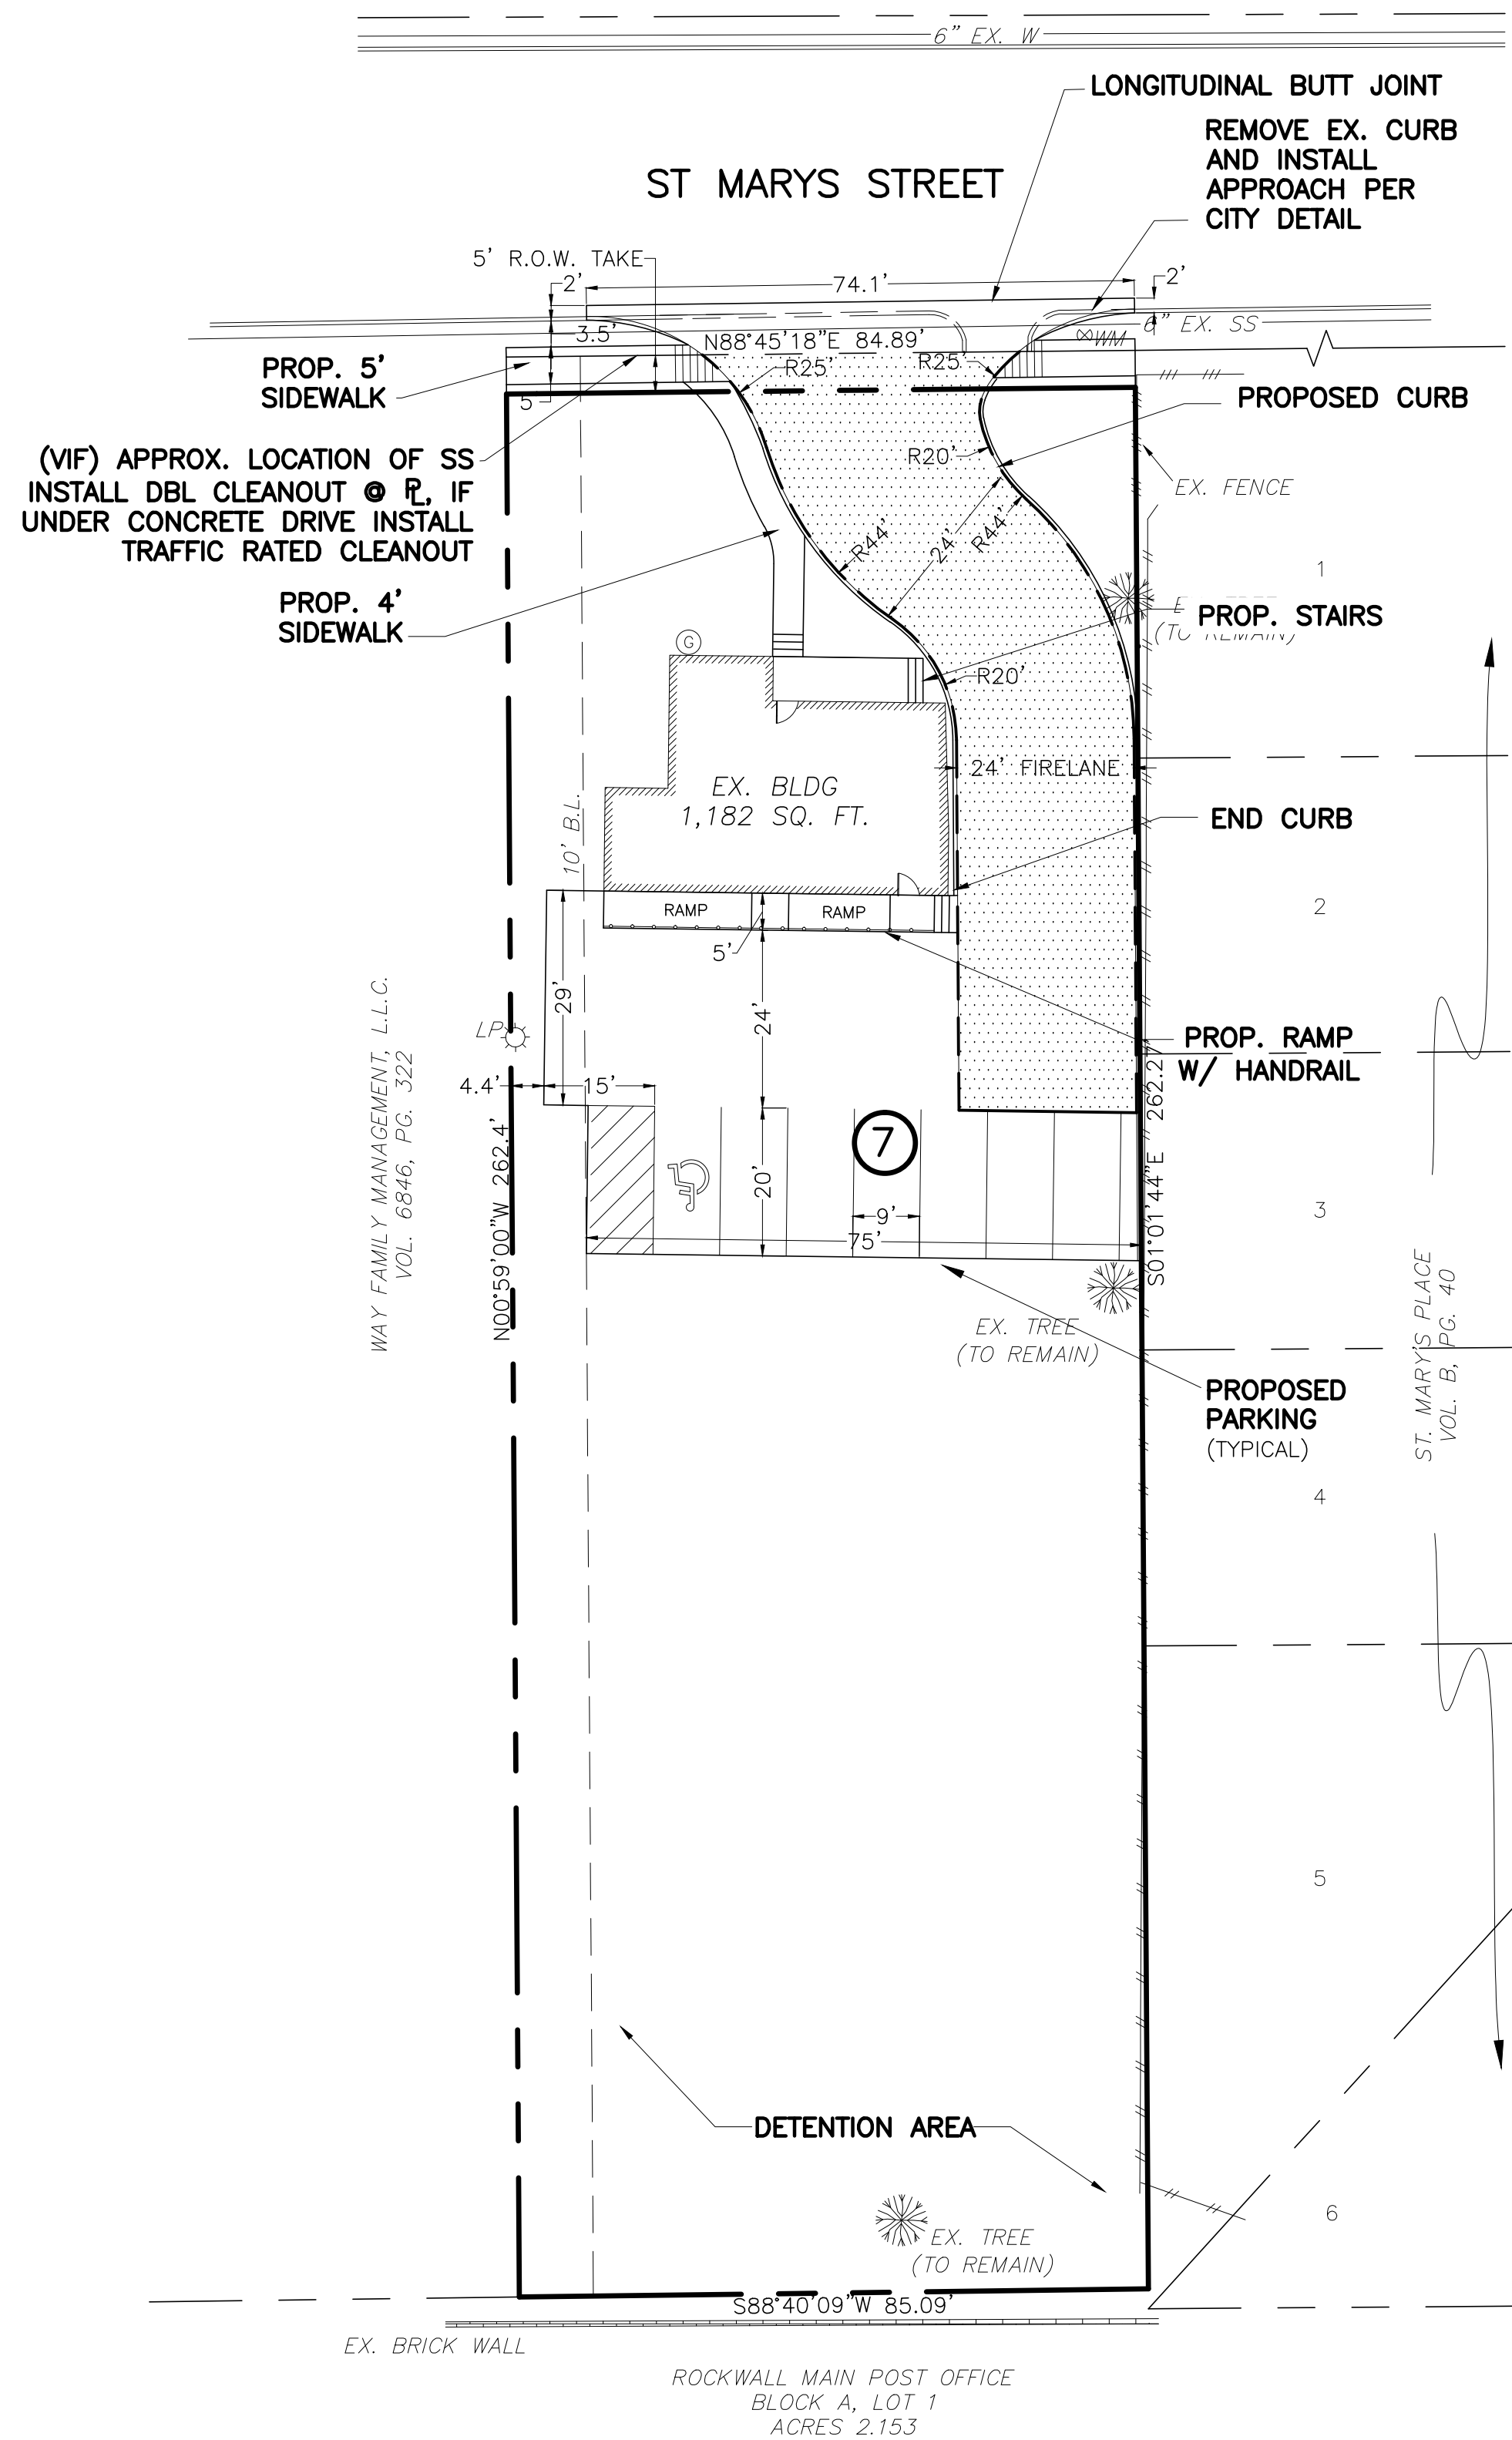 6" EX. W
LONGITUDINAL BUTT JOINT
REMOVE EX. CURB
AND INSTALL
APPROACH PER
CITY DETAIL
ST MARYS STREET
5' R.O.W. TAKE
2'
74.1'
2'
3.5'
N88°45'18"E 84.89'
6" EX. SS
WM
PROP. 5'
SIDEWALK
R25'
R25'
5'
PROPOSED CURB
(VIF) APPROX. LOCATION OF SS
INSTALL DBL CLEANOUT @ PL, IF
UNDER CONCRETE DRIVE INSTALL
TRAFFIC RATED CLEANOUT
R20'
EX. FENCE
R44'
24'
R44'
1
PROP. 4'
SIDEWALK
PROP. STAIRS
(TO REMAIN)
G
R20'
24' FIRELANE
EX. BLDG
1,182 SQ. FT.
10' B.L.
END CURB
2
RAMP
RAMP
5'
29'
24'
LP
PROP. RAMP
W/ HANDRAIL
4.4'
15'
WAY FAMILY MANAGEMENT, L.L.C.
VOL. 6846, PG. 322
N00°59'00"W 262.4'
7
20'
9'
75'
S01°01'44"E 262.2'
3
ST. MARY'S PLACE
VOL. B, PG. 40
EX. TREE
(TO REMAIN)
PROPOSED
PARKING
(TYPICAL)
4
5
DETENTION AREA
6
EX. TREE
(TO REMAIN)
S88°40'09"W 85.09'
EX. BRICK WALL
ROCKWALL MAIN POST OFFICE
BLOCK A, LOT 1
ACRES 2.153